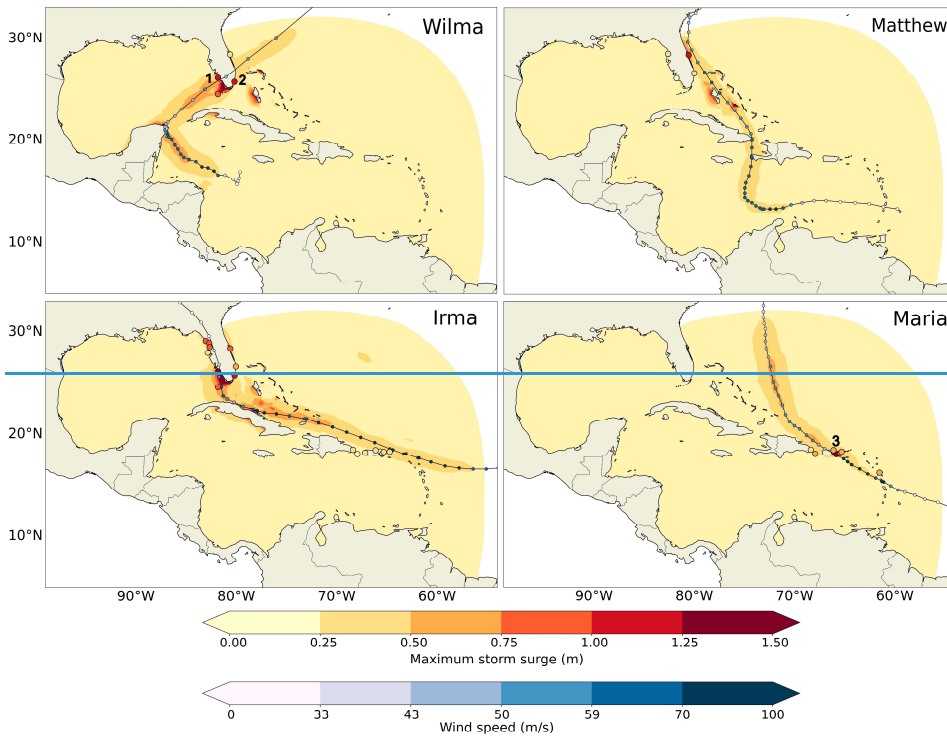 Wilma
Matthew
30°N
1
2
20°N
10°N
Irma
Maria
30°N
20°N
3
10°N
90°W 80°W 70°W 60°W 90°W 80°W 70°W 60°W
0.00 0.25 0.50 0.75 1.00 1.25 1.50
Maximum storm surge (m)
0 33 43 50 59 70 100
Wind speed (m/s)